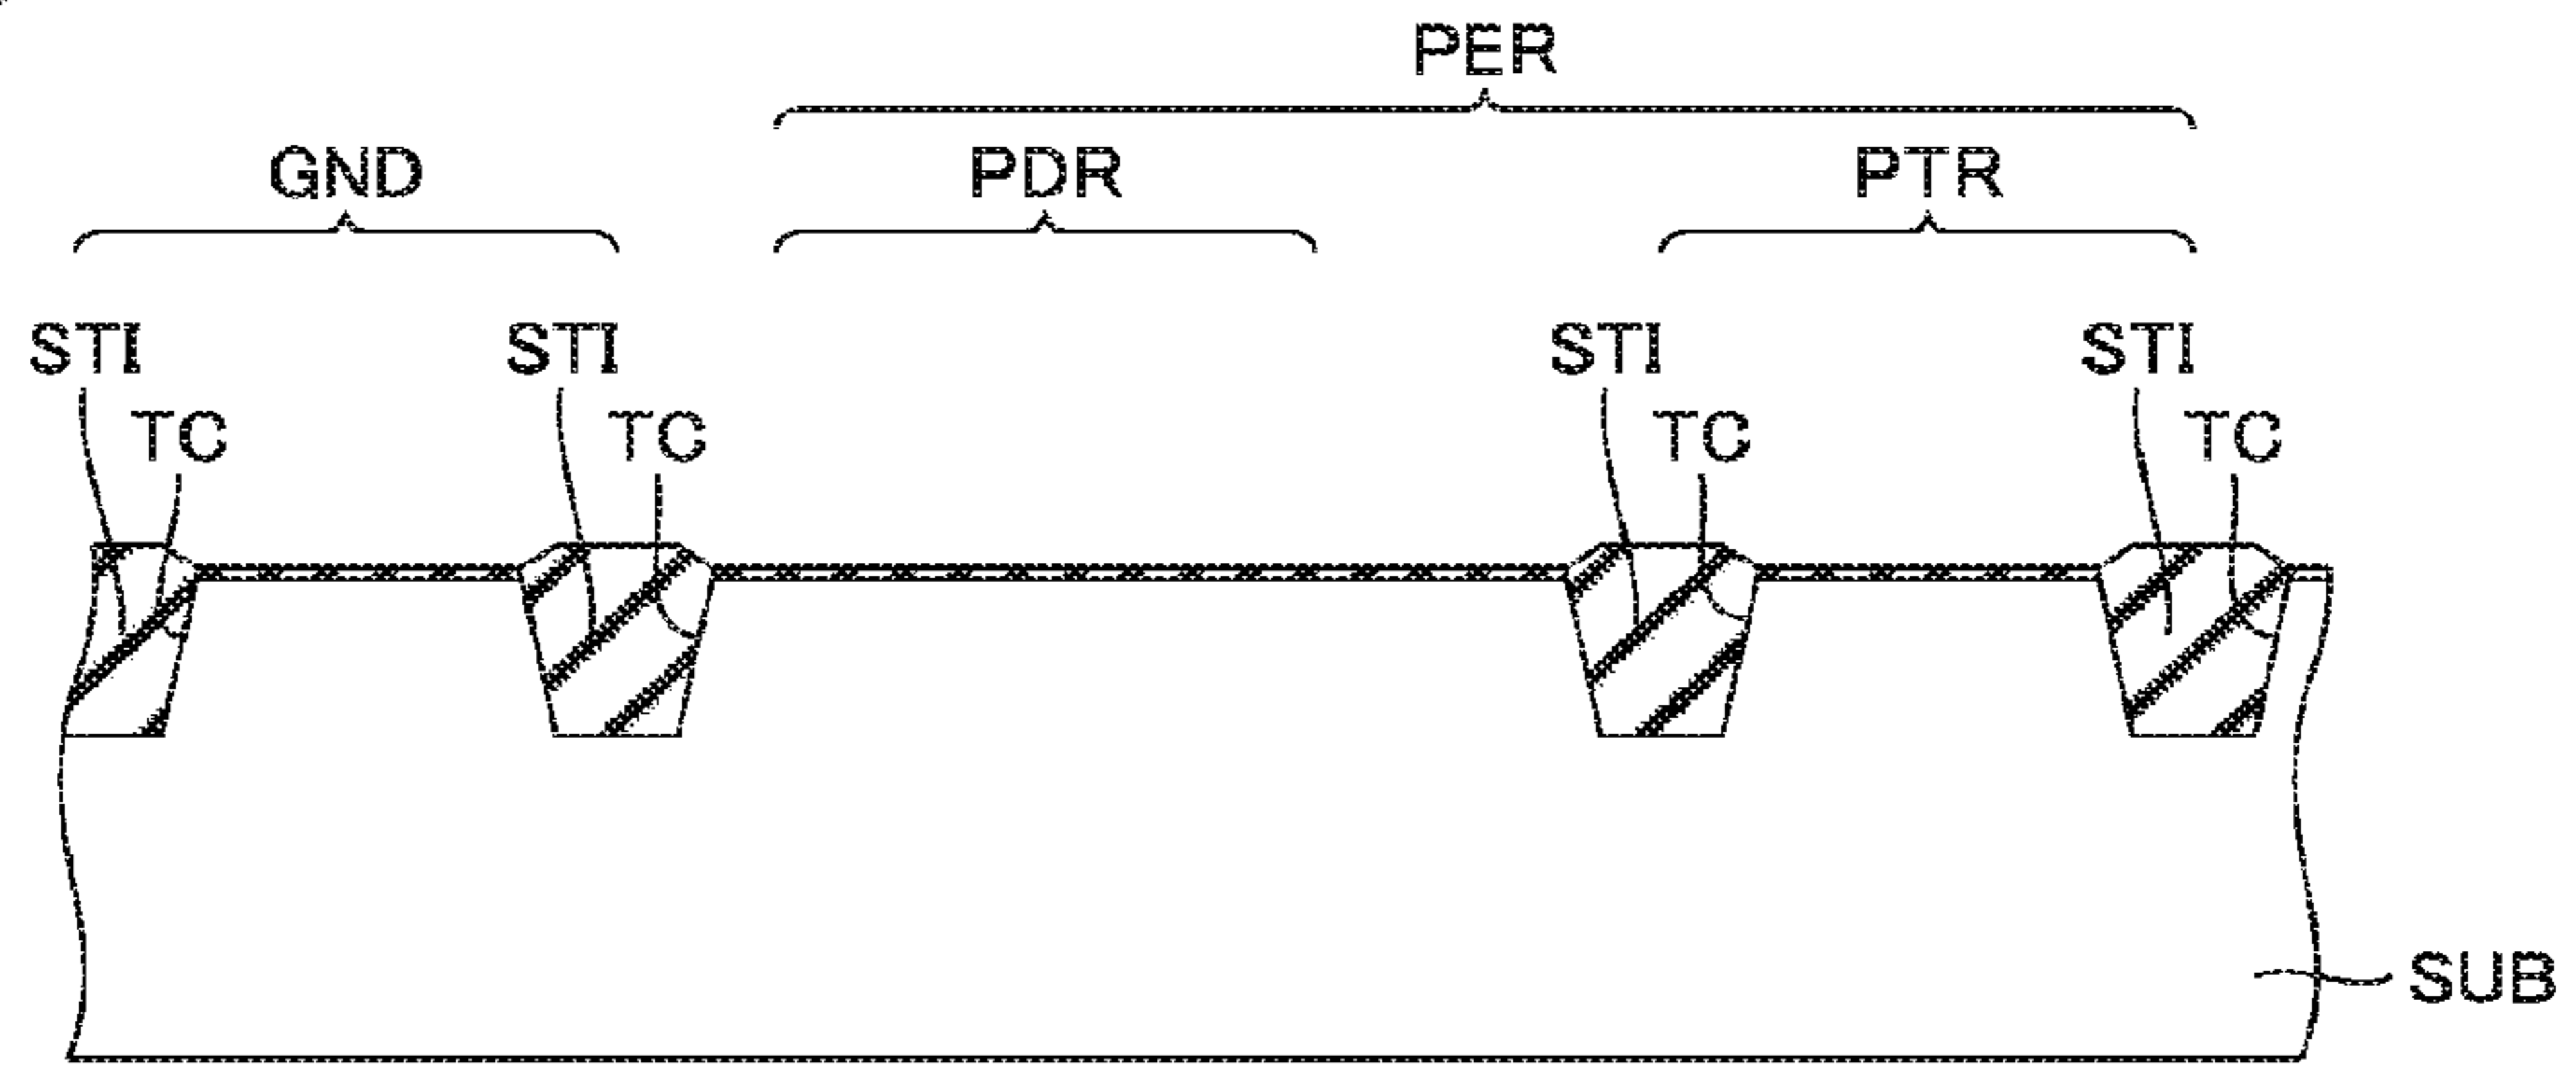 PER
GND PDR PTR
STI STI STI STI
TC TC TC TC
SUB